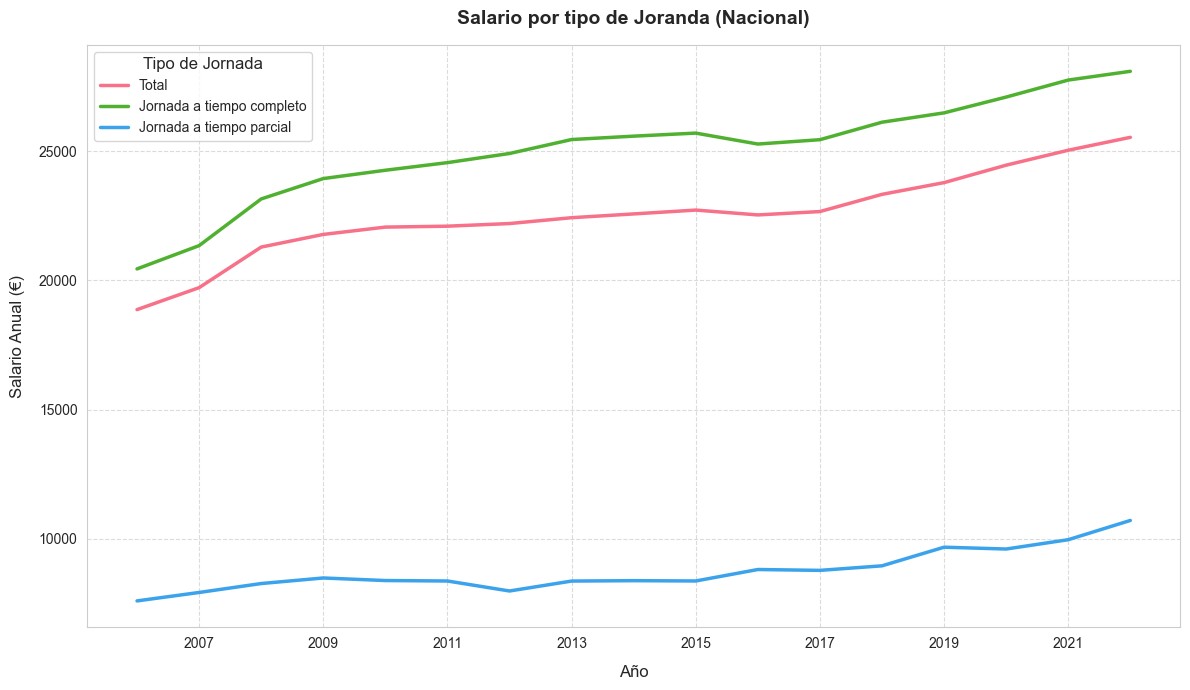 Salario por tipo de Joranda (Nacional)
Tipo de Jornada
Total
Jornada a tiempo completo
Jornada a tiempo parcial
Salario Anual (€)
25000
20000
15000
10000
2007 2009 2011 2013 2015 2017 2019 2021
Año